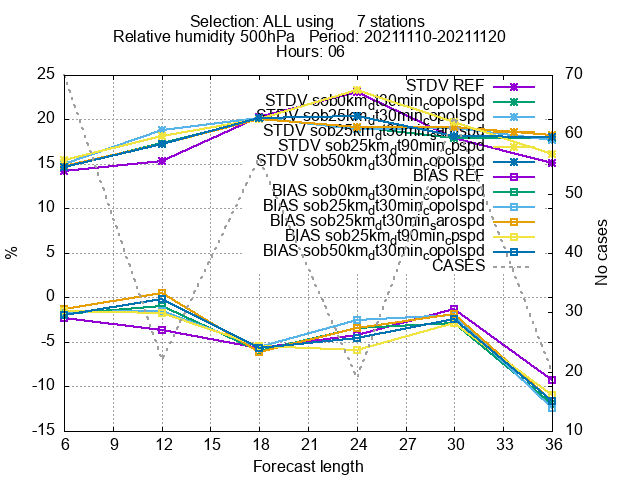 Selection: ALL using 7 stations
Relative humidity 500hPa Period: 20211110-20211120
Hours: 06
25
20
15
10
5
0
-5
-10
-15
%
70
60
50
40
30
20
10
No cases
STDV REF
STDV sob0km_dt30min_copolspd
STDV sob25km_dt30min_copolspd
STDV sob25km_dt30min_sarospd
STDV sob25km_dt90min_cpspd
STDV sob50km_dt30min_copolspd
BIAS REF
BIAS sob0km_dt30min_copolspd
BIAS sob25km_dt30min_copolspd
BIAS sob25km_dt30min_sarospd
BIAS sob25km_dt90min_cpspd
BIAS sob50km_dt30min_copolspd
CASES
6 9 12 15 18 21 24 27 30 33 36
Forecast length